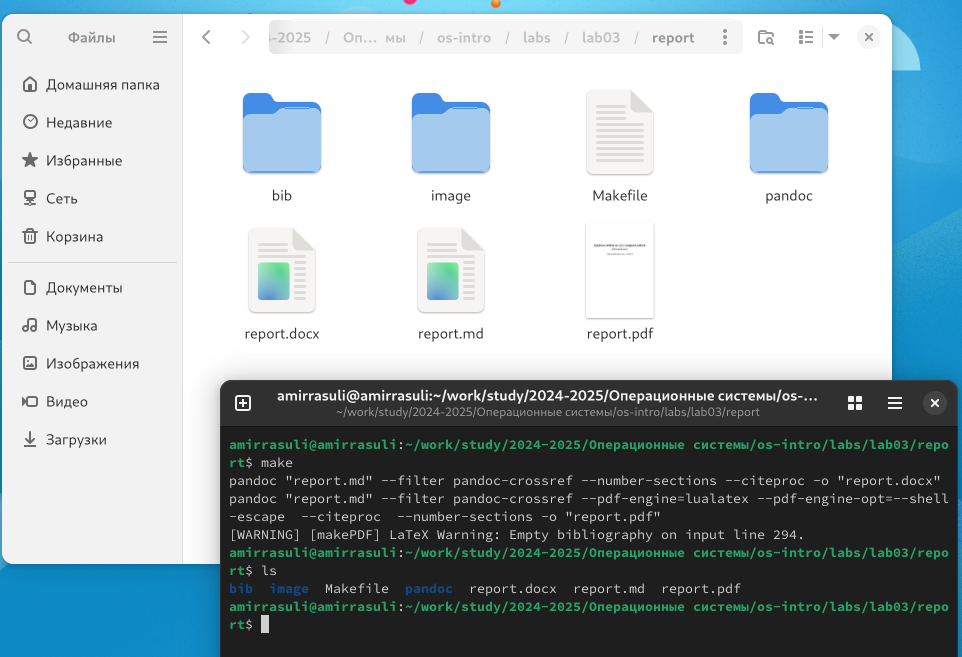 Файлы
-2025 / Оп... мы / os-intro / labs / lab03 / report
Домашняя папка
Недавние
Избранные
Сеть
Корзина
Документы
Музыка
Изображения
Видео
Загрузки
bib
image
Makefile
pandoc
report.docx
report.md
report.pdf
amirrasuli@amirrasuli:~/work/study/2024-2025/Операционные системы/os-...
~/work/study/2024-2025/Операционные системы/os-intro/labs/lab03/report
amirrasuli@amirrasuli:~/work/study/2024-2025/Операционные системы/os-intro/labs/lab03/repo
rt$ make
pandoc "report.md" --filter pandoc-crossref --number-sections --citeproc -o "report.docx"
pandoc "report.md" --filter pandoc-crossref --pdf-engine=lualatex --pdf-engine-opt=--shell
-escape  --citeproc  --number-sections -o "report.pdf"
[WARNING] [makePDF] LaTeX Warning: Empty bibliography on input line 294.
amirrasuli@amirrasuli:~/work/study/2024-2025/Операционные системы/os-intro/labs/lab03/repo
rt$ ls
bib  image  Makefile  pandoc  report.docx  report.md  report.pdf
amirrasuli@amirrasuli:~/work/study/2024-2025/Операционные системы/os-intro/labs/lab03/repo
rt$